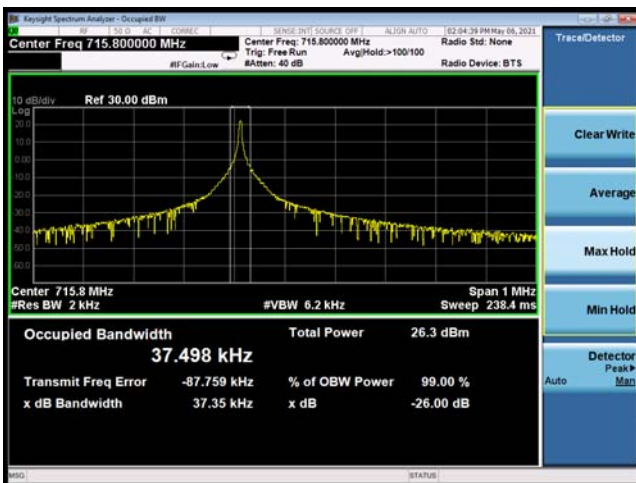 Keysight Spectrum Analyzer - Occupied BW
RF 50 Ω AC CORREC SENSE:INT SOURCE OFF ALIGN AUTO 02:04:39 PM May 06, 2021
Center Freq 715.800000 MHz
Center Freq: 715.800000 MHz
Radio Std: None
Trig: Free Run Avg|Hold:>100/100
#IFGain:Low #Atten: 40 dB Radio Device: BTS
Trace/Detector
10 dB/div Ref 30.00 dBm
Log
20.0
10.0
0.00
-10.0
-20.0
-30.0
-40.0
-50.0
-60.0
Center 715.8 MHz Span 1 MHz
#Res BW 2 kHz #VBW 6.2 kHz Sweep 238.4 ms
Occupied Bandwidth Total Power 26.3 dBm
37.498 kHz
Transmit Freq Error -87.759 kHz % of OBW Power 99.00 %
x dB Bandwidth 37.35 kHz x dB -26.00 dB
Clear Write
Average
Max Hold
Min Hold
Detector
Peak▶
Auto Man
MSG STATUS